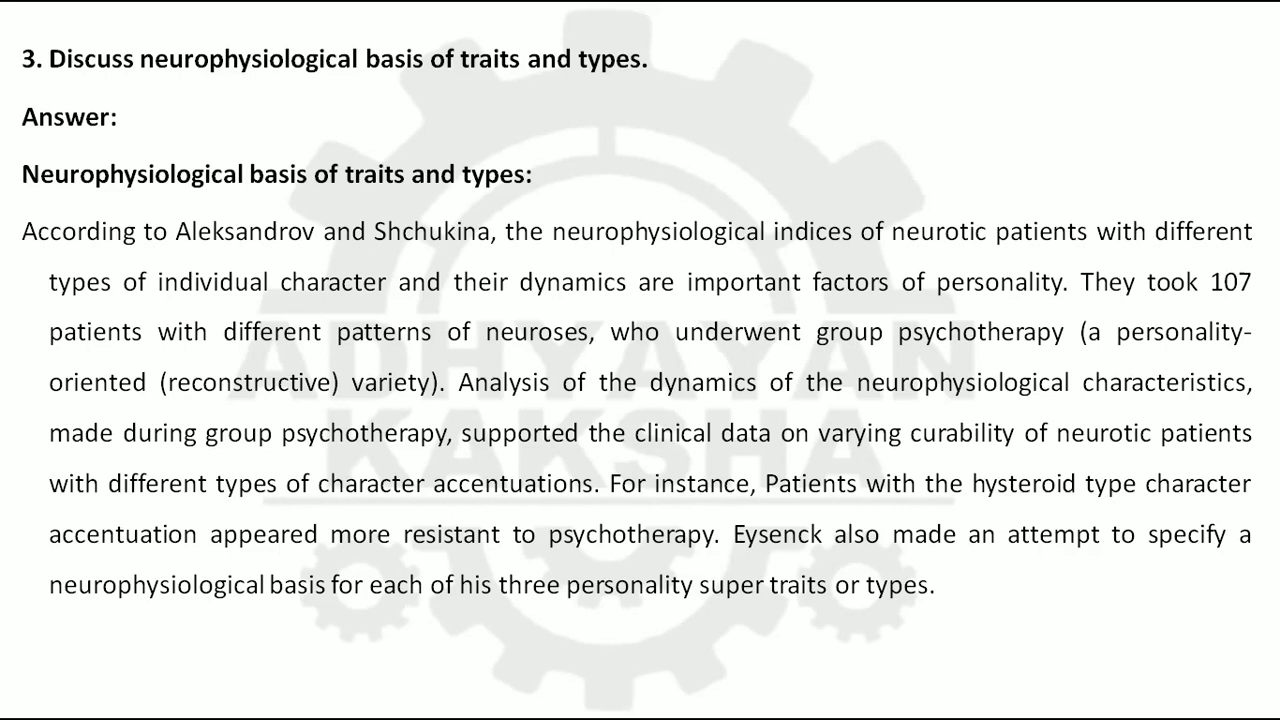 3. Discuss neurophysiological basis of traits and types.
Answer:
Neurophysiological basis of traits and types:
According to Aleksandrov and Shchukina, the neurophysiological indices of neurotic patients with different
types of individual character and their dynamics are important factors of personality. They took 107
patients with different patterns of neuroses, who underwent group psychotherapy (a personality-
oriented (reconstructive) variety). Analysis of the dynamics of the neurophysiological characteristics,
made during group psychotherapy, supported the clinical data on varying curability of neurotic patients
with different types of character accentuations. For instance, Patients with the hysteroid type character
accentuation appeared more resistant to psychotherapy. Eysenck also made an attempt to specify a
neurophysiological basis for each of his three personality super traits or types.
ADHYAYAN
KAKSHA